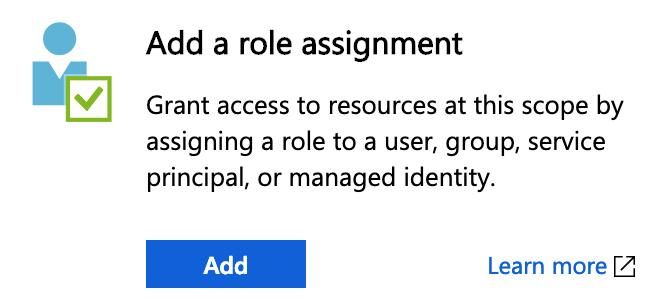 Add a role assignment
Grant access to resources at this scope by
assigning a role to a user, group, service
principal, or managed identity.
Add
Learn more